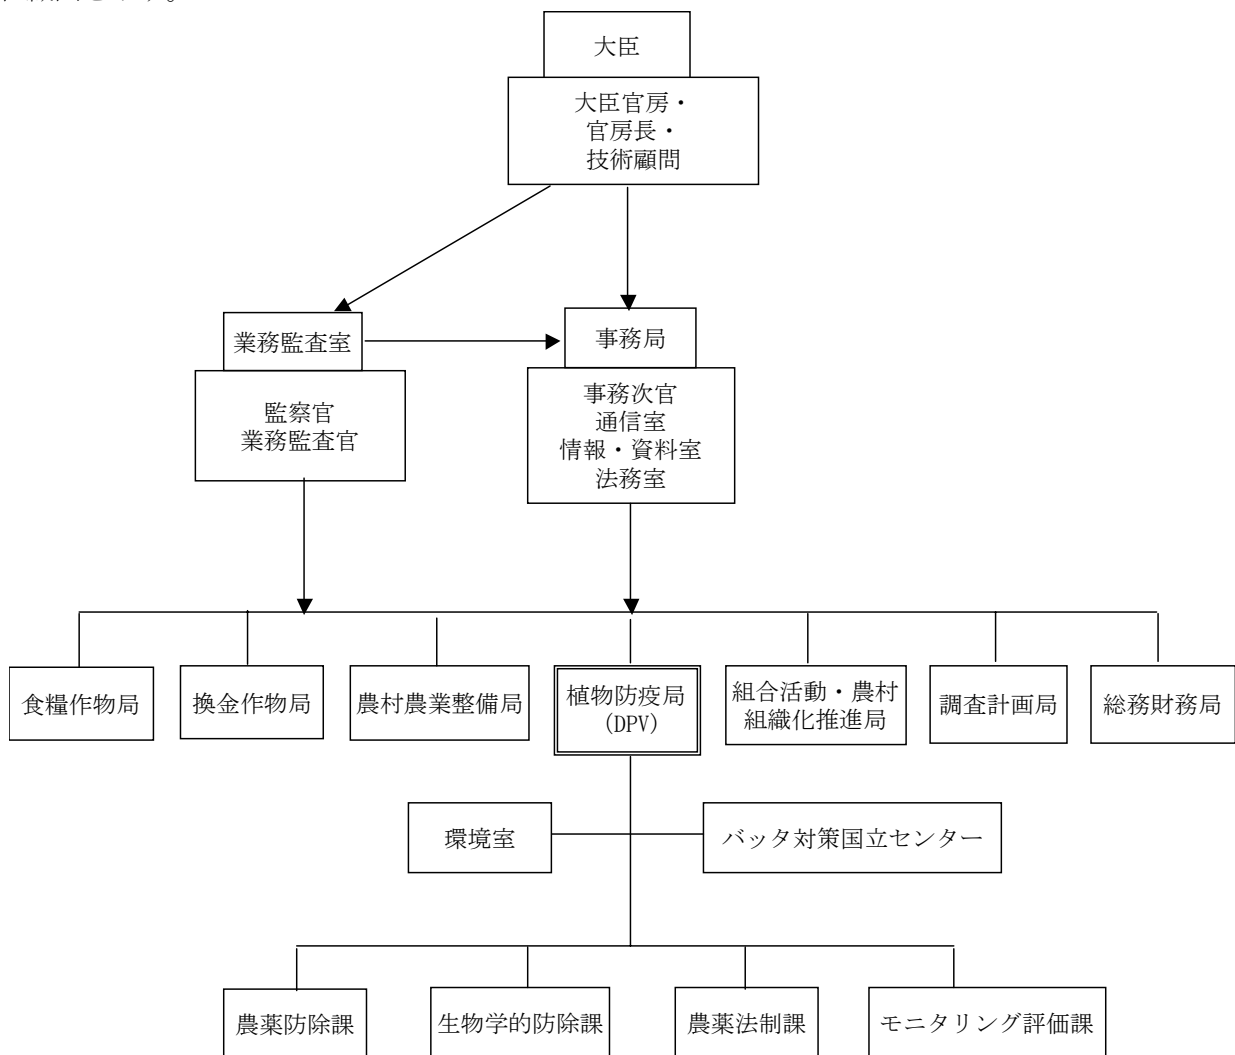 大臣
大臣官房・
官房長・
技術顧問
業務監査室
事務局
監察官
業務監査官
事務次官
通信室
情報・資料室
法務室
食糧作物局
換金作物局
農村農業整備局
植物防疫局
(DPV)
組合活動・農村
組織化推進局
調査計画局
総務財務局
環境室
バッタ対策国立センター
農薬防除課
生物学的防除課
農薬法制課
モニタリング評価課